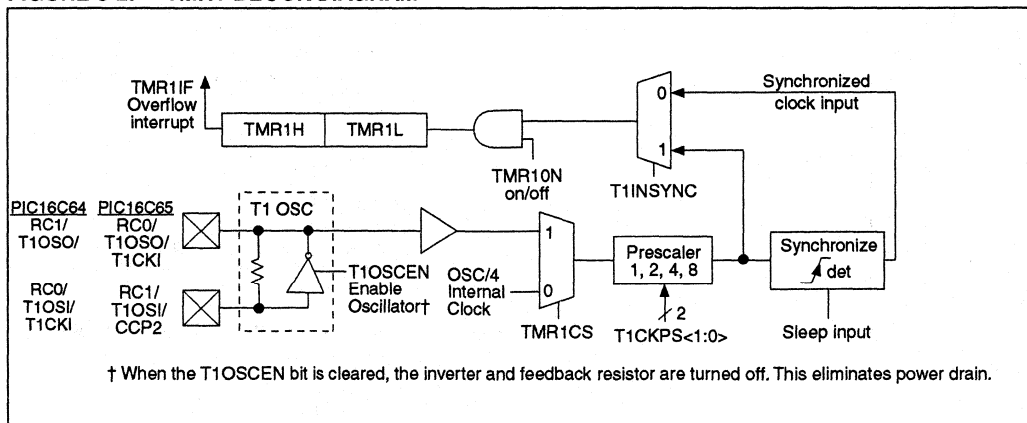 TMR1IF
Overflow
interrupt
TMR1H
TMR1L
TMR10N
on/off
0
1
T1INSYNC
Synchronized
clock input
PIC16C64
RC1/
T1OSO/
PIC16C65
RC0/
T1OSO/
T1CKI
RC0/
T1OSI/
T1CKI
RC1/
T1OSI/
CCP2
T1 OSC
T1OSCEN
Enable
Oscillator†
OSC/4
Internal
Clock
1
0
TMR1CS
Prescaler
1, 2, 4, 8
2
T1CKPS<1:0>
Synchronize
det
Sleep input
† When the T1OSCEN bit is cleared, the inverter and feedback resistor are turned off. This eliminates power drain.